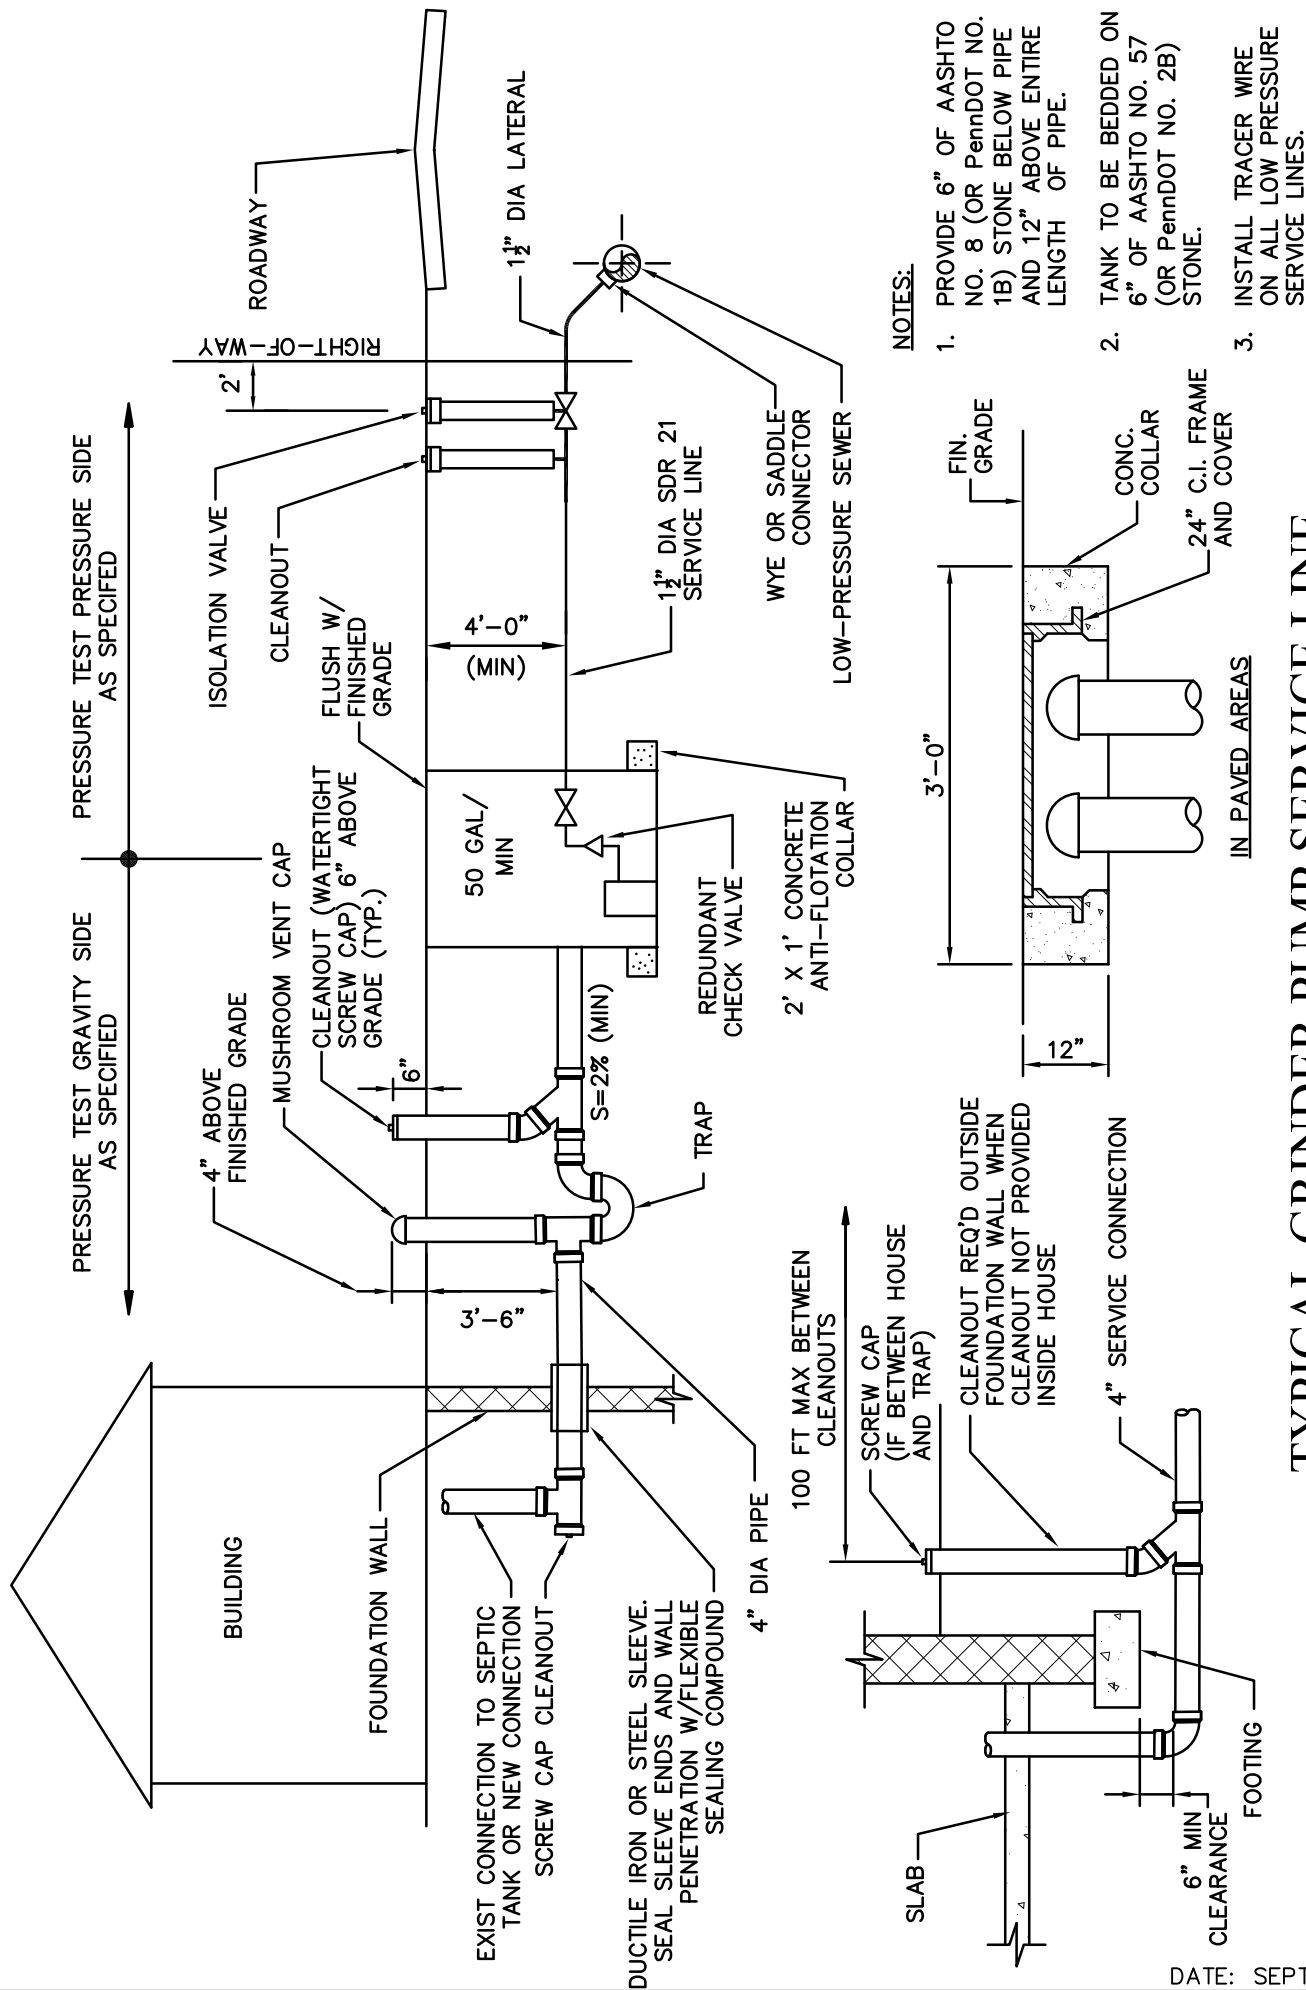 PRESSURE TEST GRAVITY SIDE
AS SPECIFIED
PRESSURE TEST PRESSURE SIDE
AS SPECIFED
4" ABOVE
FINISHED GRADE
MUSHROOM VENT CAP
CLEANOUT (WATERTIGHT
SCREW CAP) 6" ABOVE
GRADE (TYP.)
6"
ISOLATION VALVE
CLEANOUT
FLUSH W/
FINISHED
GRADE
2'
RIGHT-OF-WAY
ROADWAY
BUILDING
FOUNDATION WALL
3'-6"
50 GAL/
MIN
4'-0"
(MIN)
1½" DIA LATERAL
EXIST CONNECTION TO SEPTIC
TANK OR NEW CONNECTION
SCREW CAP CLEANOUT
DUCTILE IRON OR STEEL SLEEVE.
SEAL SLEEVE ENDS AND WALL
PENETRATION W/FLEXIBLE
SEALING COMPOUND
4" DIA PIPE
TRAP
S=2% (MIN)
REDUNDANT
CHECK VALVE
2' X 1' CONCRETE
ANTI-FLOTATION
COLLAR
1½" DIA SDR 21
SERVICE LINE
WYE OR SADDLE
CONNECTOR
LOW-PRESSURE SEWER
100 FT MAX BETWEEN
CLEANOUTS
SCREW CAP
(IF BETWEEN HOUSE
AND TRAP)
CLEANOUT REQ'D OUTSIDE
FOUNDATION WALL WHEN
CLEANOUT NOT PROVIDED
INSIDE HOUSE
4" SERVICE CONNECTION
SLAB
6" MIN
CLEARANCE
FOOTING
3'-0"
12"
FIN.
GRADE
CONC.
COLLAR
24" C.I. FRAME
AND COVER
IN PAVED AREAS
NOTES:
1. PROVIDE 6" OF AASHTO
NO. 8 (OR PennDOT NO.
1B) STONE BELOW PIPE
AND 12" ABOVE ENTIRE
LENGTH OF PIPE.
2. TANK TO BE BEDDED ON
6" OF AASHTO NO. 57
(OR PennDOT NO. 2B)
STONE.
3. INSTALL TRACER WIRE
ON ALL LOW PRESSURE
SERVICE LINES.
TYPICAL GRINDER PUMP SERVICE LINE
DATE: SEPT